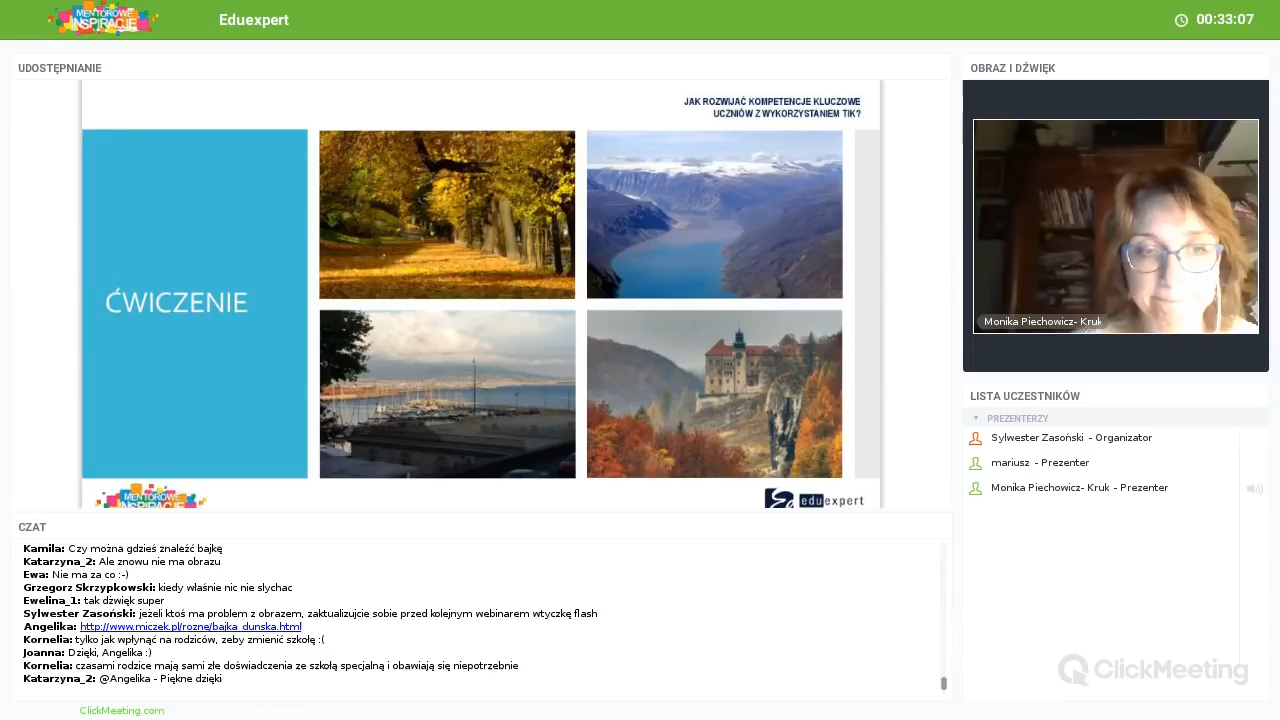 MENTOROWE
INSPIRACJE
Eduexpert
00:33:07
UDOSTĘPNIANIE
JAK ROZWIJAĆ KOMPETENCJE KLUCZOWE
UCZNIÓW Z WYKORZYSTANIEM TIK?
ĆWICZENIE
MENTOROWE
INSPIRACJE
eduexpert
CZAT
Kamila: Czy można gdzieś znaleźć bajkę
Katarzyna_2: Ale znowu nie ma obrazu
Ewa: Nie ma za co :-)
Grzegorz Skrzypkowski: kiedy właśnie nic nie slychac
Ewelina_1: tak dźwięk super
Sylwester Zasoński: jeżeli ktoś ma problem z obrazem, zaktualizujcie sobie przed kolejnym webinarem wtyczkę flash
Angelika: http://www.miczek.pl/rozne/bajka_dunska.html
Kornelia: tylko jak wpłynąć na rodziców, zeby zmienić szkołę :(
Joanna: Dzięki, Angelika :)
Kornelia: czasami rodzice mają sami złe doświadczenia ze szkołą specjalną i obawiają się niepotrzebnie
Katarzyna_2: @Angelika - Piękne dzięki
ClickMeeting.com
OBRAZ I DŹWIĘK
Monika Piechowicz- Kruk
LISTA UCZESTNIKÓW
PREZENTERZY
Sylwester Zasoński - Organizator
mariusz - Prezenter
Monika Piechowicz- Kruk - Prezenter
ClickMeeting